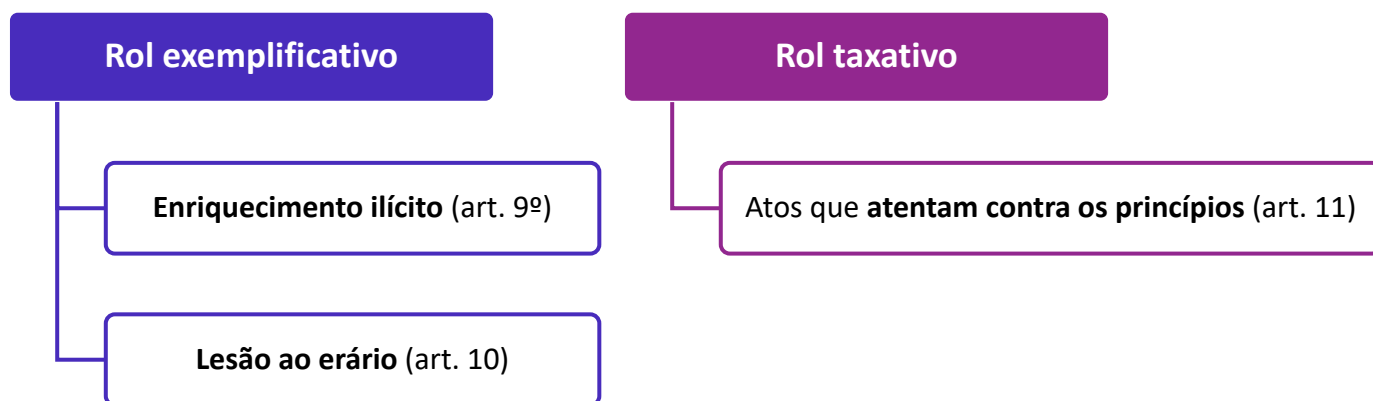 Rol exemplificativo
Enriquecimento ilícito (art. 9º)
Lesão ao erário (art. 10)
Rol taxativo
Atos que atentam contra os princípios (art. 11)